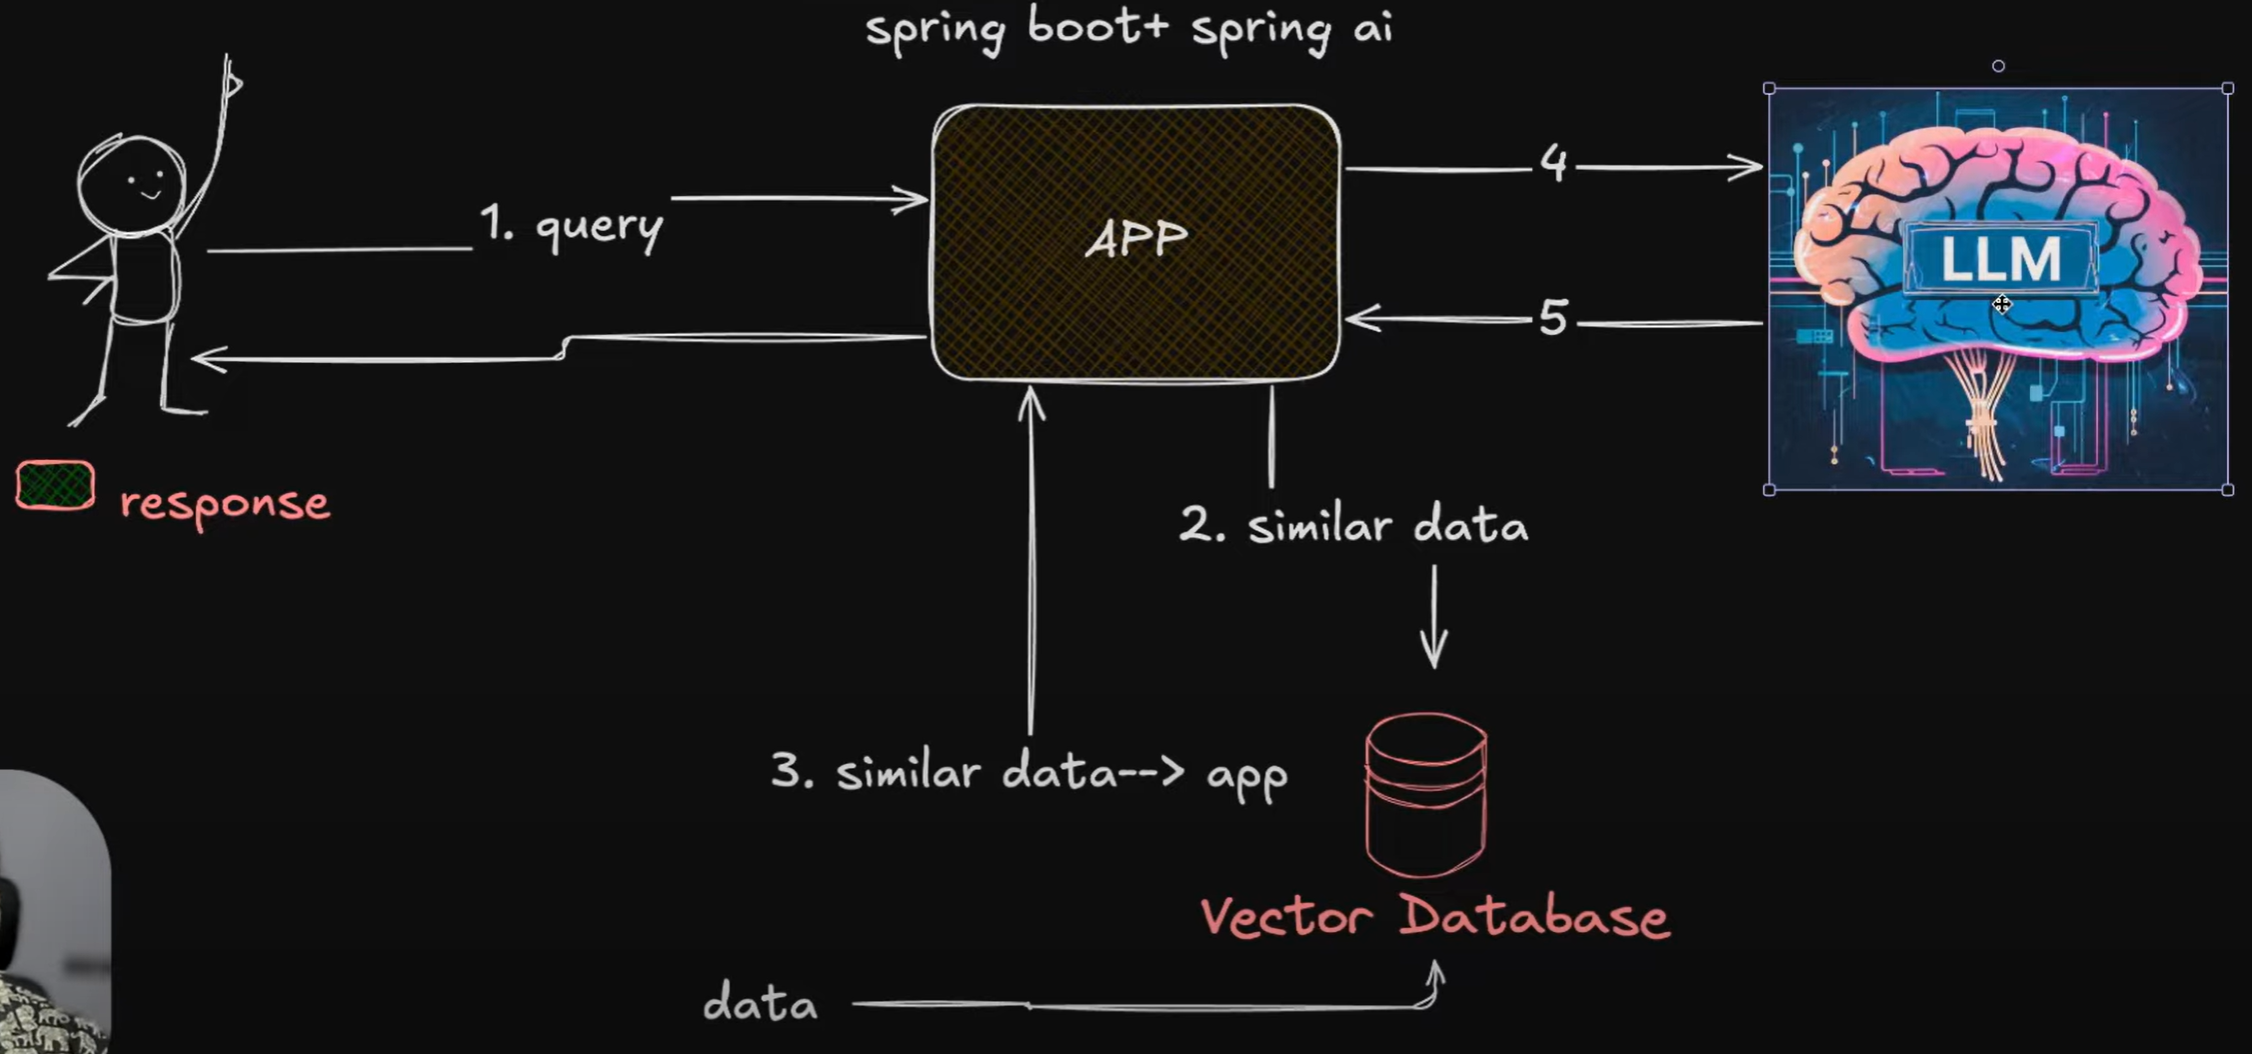 spring boot+ spring ai
1. query
APP
4
LLM
5
response
2. similar data
3. similar data--> app
Vector Database
data